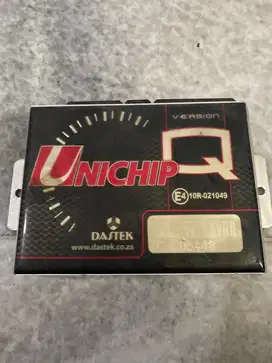 VERSION
UNICHIP Q
E4 10R-021049
DASTEK
www.dastek.co.za